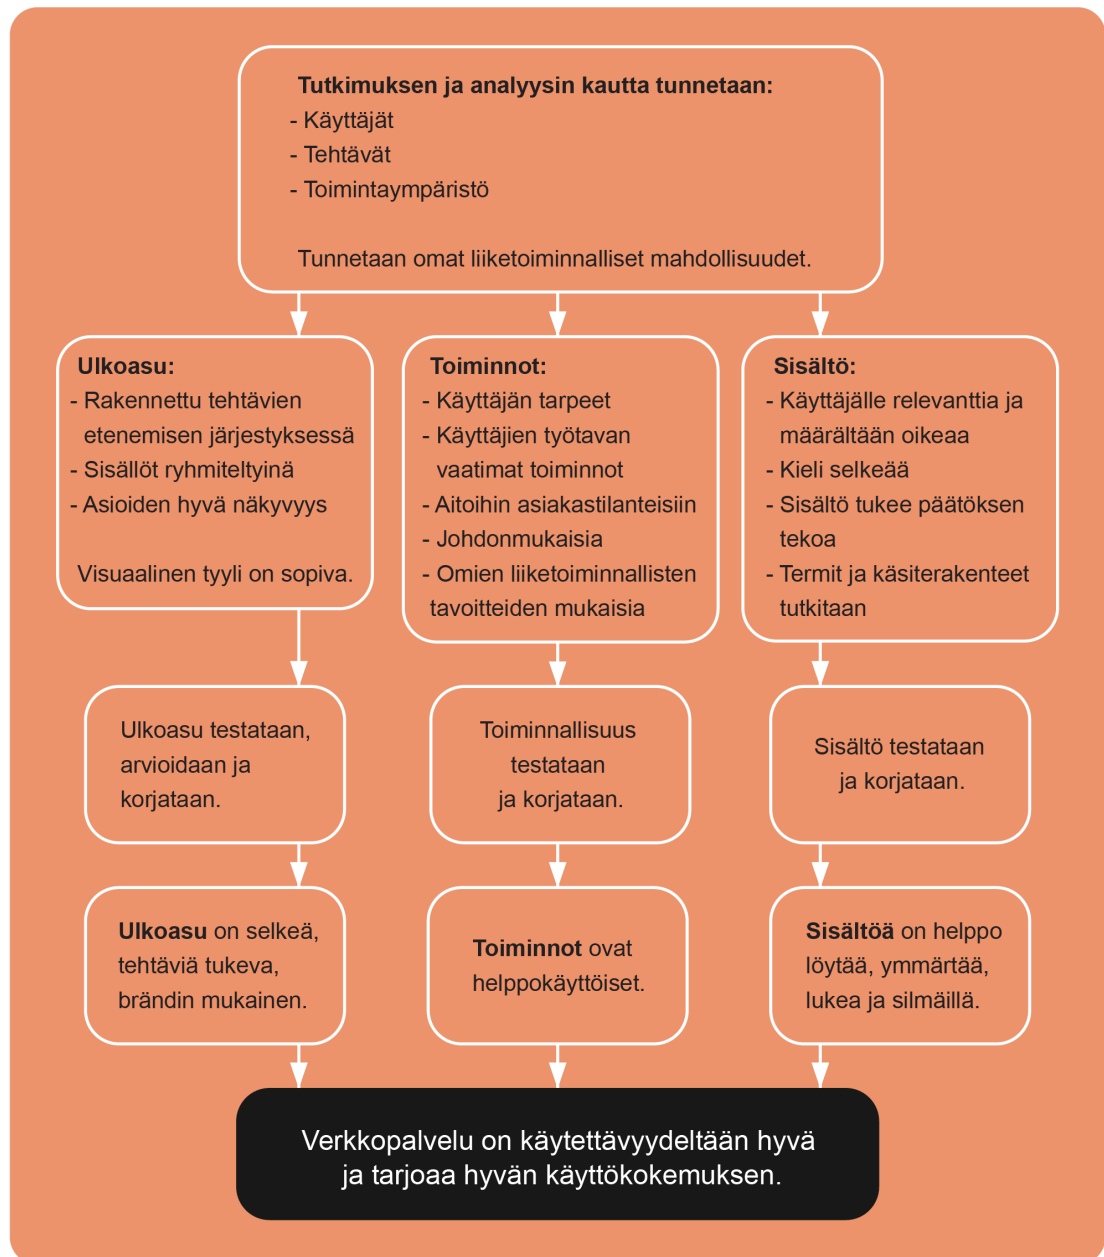 Tutkimuksen ja analyysin kautta tunnetaan:
- Käyttäjät
- Tehtävät
- Toimintaympäristö
Tunnetaan omat liiketoiminnalliset mahdollisuudet.
Ulkoasu:
- Rakennettu tehtävien
etenemisen järjestyksessä
- Sisällöt ryhmiteltyinä
- Asioiden hyvä näkyvyys
Visuaalinen tyyli on sopiva.
Toiminnot:
- Käyttäjän tarpeet
- Käyttäjien työtavan
vaatimat toiminnot
- Aitoihin asiakastilanteisiin
- Johdonmukaisia
- Omien liiketoiminnallisten
tavoitteiden mukaisia
Sisältö:
- Käyttäjälle relevanttia ja
määrältään oikeaa
- Kieli selkeää
- Sisältö tukee päätöksen
tekoa
- Termit ja käsiterakenteet
tutkitaan
Ulkoasu testataan,
arvioidaan ja
korjataan.
Toiminnallisuus
testataan
ja korjataan.
Sisältö testataan
ja korjataan.
Ulkoasu on selkeä,
tehtäviä tukeva,
brändin mukainen.
Toiminnot ovat
helppokäyttöiset.
Sisältöä on helppo
löytää, ymmärtää,
lukea ja silmäillä.
Verkkopalvelu on käytettävyydeltään hyvä
ja tarjoaa hyvän käyttökokemuksen.